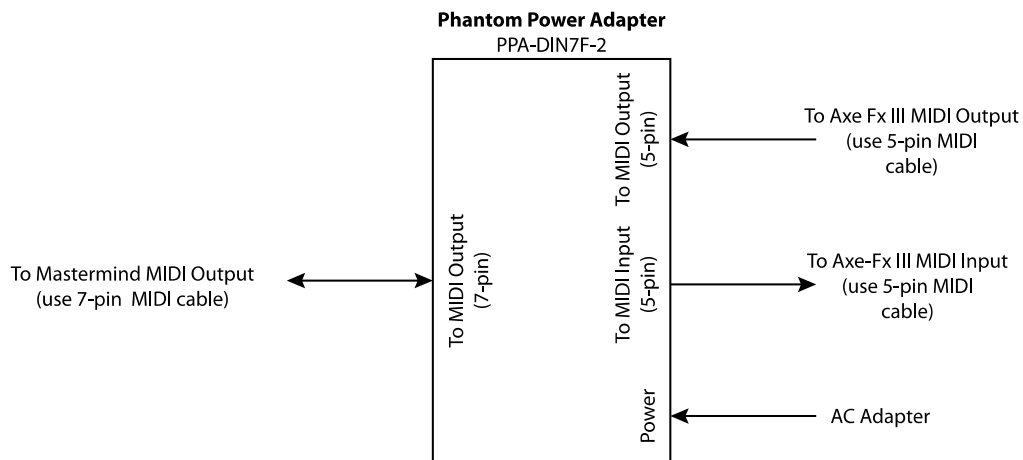 Phantom Power Adapter
PPA-DIN7F-2
To Mastermind MIDI Output
(use 7-pin MIDI cable)
To MIDI Output
(7-pin)
To MIDI Output
(5-pin)
To Axe Fx III MIDI Output
(use 5-pin MIDI
cable)
To MIDI Input
(5-pin)
To Axe-Fx III MIDI Input
(use 5-pin MIDI
cable)
Power
AC Adapter